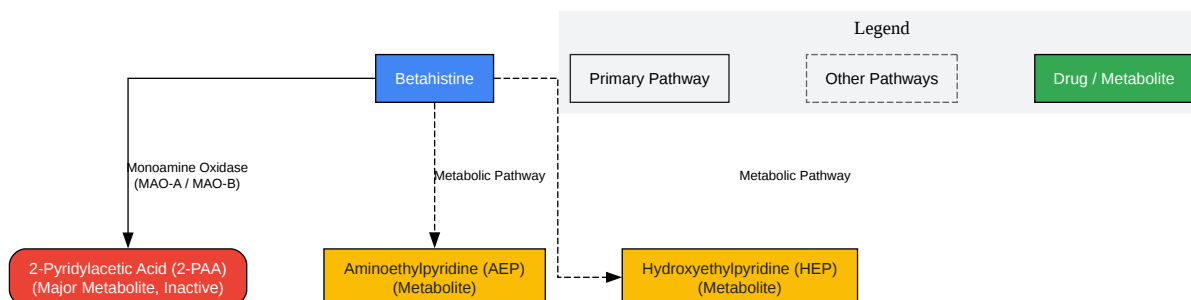 Legend
Betahistine
Primary Pathway
Other Pathways
Drug / Metabolite
Monoamine Oxidase
(MAO-A / MAO-B)
Metabolic Pathway
Metabolic Pathway
2-Pyridylacetic Acid (2-PAA)
(Major Metabolite, Inactive)
Aminoethylpyridine (AEP)
(Metabolite)
Hydroxyethylpyridine (HEP)
(Metabolite)